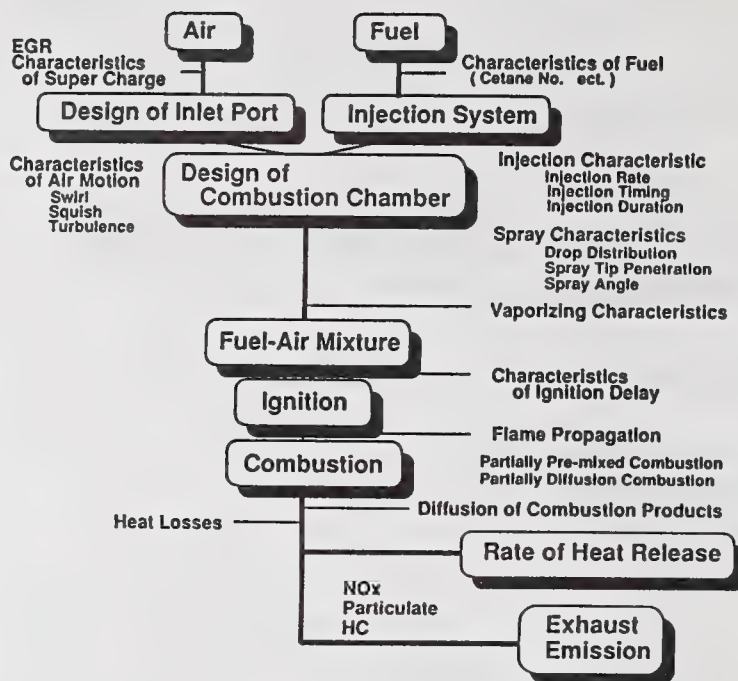 Air
Fuel
EGR
Characteristics
of Super Charge
Characteristics of Fuel
( Cetane No. ect. )
Design of Inlet Port
Injection System
Characteristics
of Air Motion
Swirl
Squish
Turbulence
Design of
Combustion Chamber
Injection Characteristic
Injection Rate
Injection Timing
Injection Duration
Spray Characteristics
Drop Distribution
Spray Tip Penetration
Spray Angle
Vaporizing Characteristics
Fuel-Air Mixture
Characteristics
of Ignition Delay
Ignition
Flame Propagation
Combustion
Partially Pre-mixed Combustion
Partially Diffusion Combustion
Diffusion of Combustion Products
Heat Losses
Rate of Heat Release
NOx
Particulate
HC
Exhaust
Emission